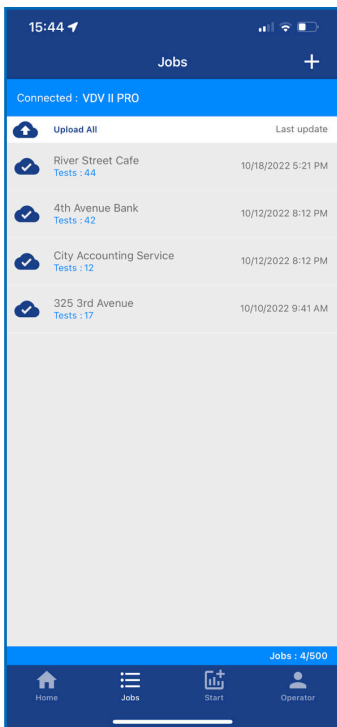 15:44
Jobs
Connected : VDV II PRO
Upload All
Last update
River Street Cafe
Tests : 44
10/18/2022 5:21 PM
4th Avenue Bank
Tests : 42
10/12/2022 8:12 PM
City Accounting Service
Tests : 12
10/12/2022 8:12 PM
325 3rd Avenue
Tests : 17
10/10/2022 9:41 AM
Jobs : 4/500
Home
Jobs
Start
Operator